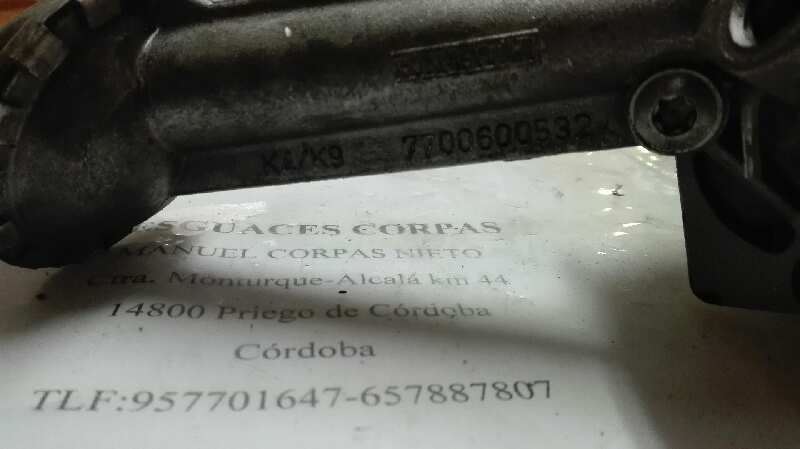 K4/K9 7700600532
DESGUACES CORPAS
MANUEL CORPAS NIETO
Ctra. Monturque-Alcalá km 44
14800 Priego de Córdoba
Córdoba
TLF:957701647-657887807